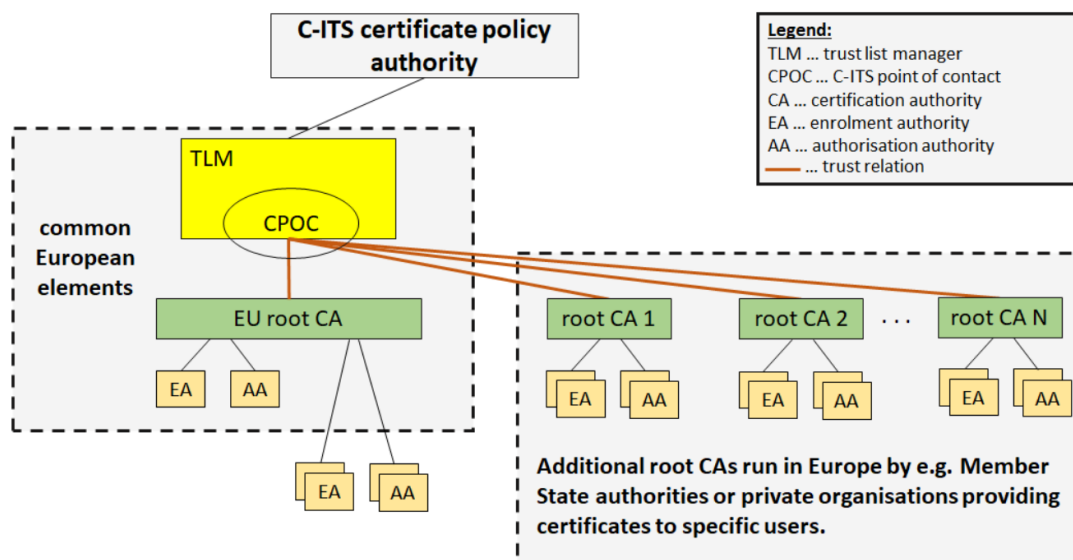 C-ITS certificate policy
authority
Legend:
TLM ... trust list manager
CPOC ... C-ITS point of contact
CA ... certification authority
EA ... enrolment authority
AA ... authorisation authority
... trust relation
TLM
CPOC
common
European
elements
EU root CA
EA
AA
EA
AA
root CA 1
root CA 2
. . .
root CA N
EA
AA
EA
AA
EA
AA
Additional root CAs run in Europe by e.g. Member
State authorities or private organisations providing
certificates to specific users.